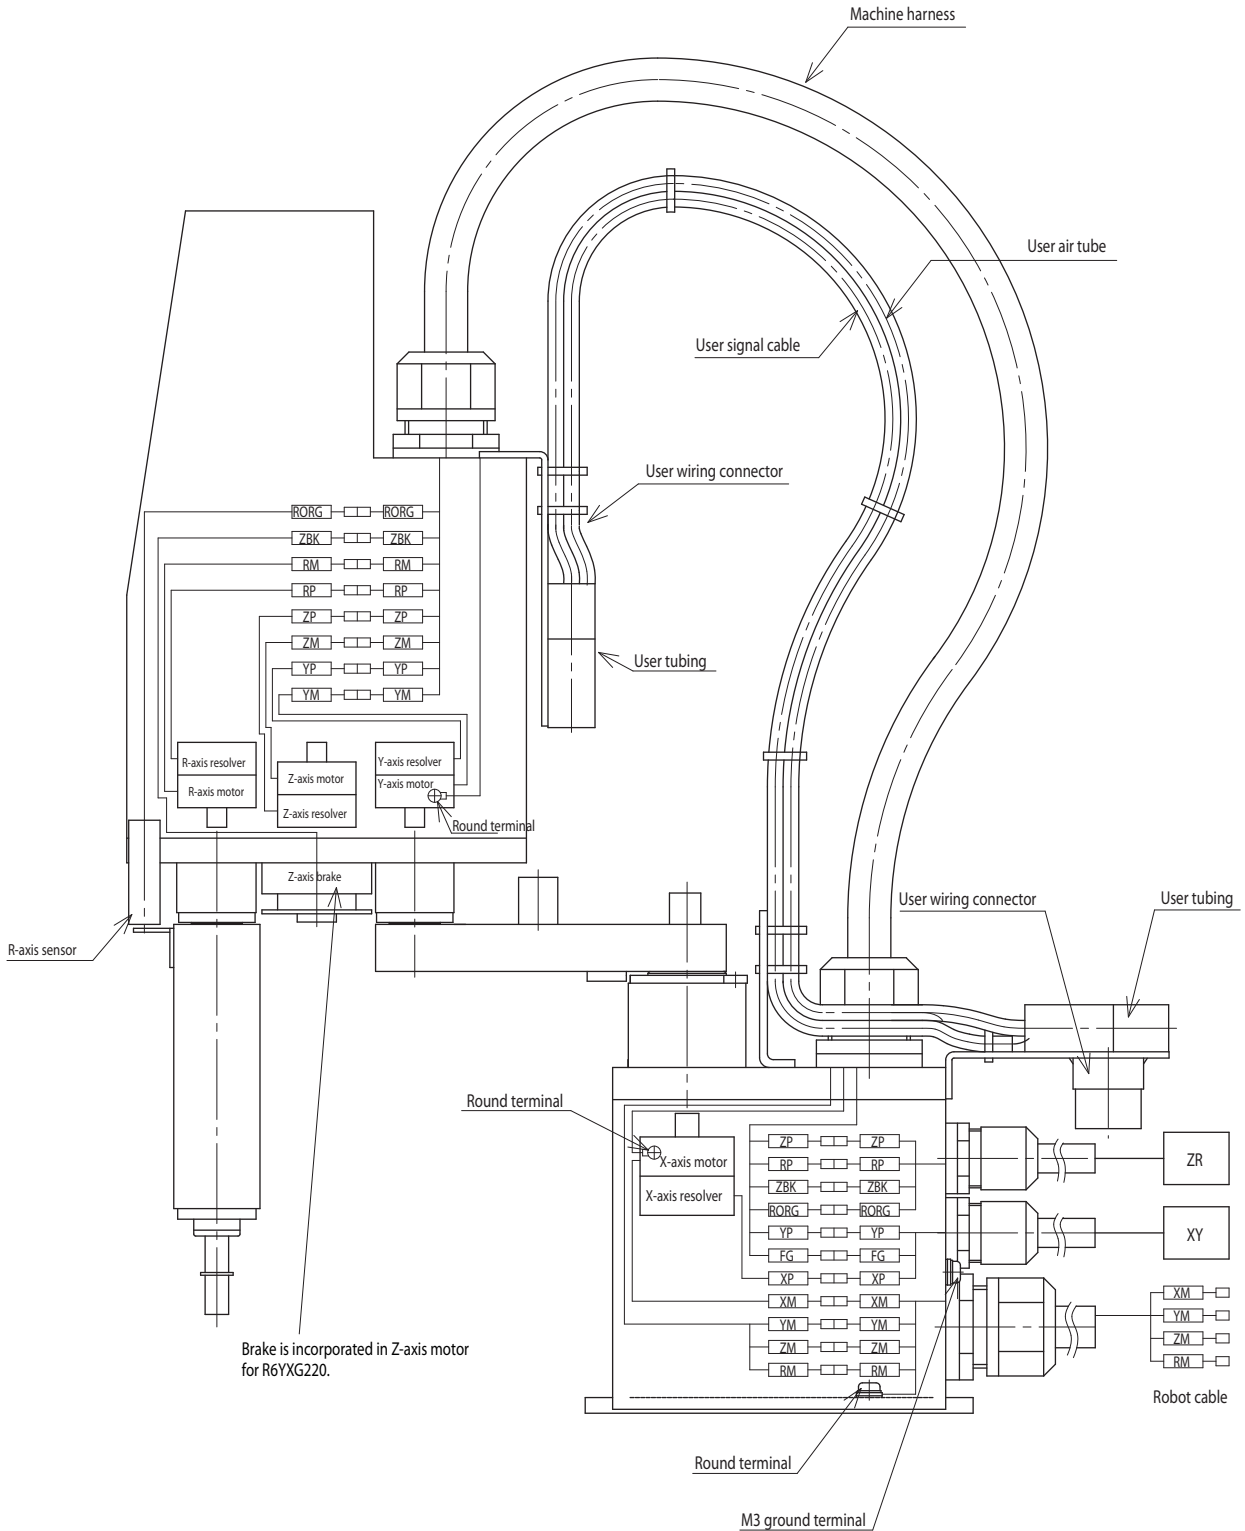 Machine harness
User air tube
User signal cable
User wiring connector
RORG RORG
ZBK ZBK
RM RM
RP RP
ZP ZP
ZM ZM
YP YP
YM YM
User tubing
R-axis resolver
R-axis motor
Z-axis motor
Z-axis resolver
Y-axis resolver
Y-axis motor
Round terminal
Z-axis brake
R-axis sensor
User wiring connector
User tubing
Round terminal
X-axis motor
X-axis resolver
ZP ZP
RP RP
ZBK ZBK
RORG RORG
YP YP
FG FG
XP XP
XM XM
YM YM
ZM ZM
RM RM
ZR
XY
XM
YM
ZM
RM
Robot cable
Brake is incorporated in Z-axis motor
for R6YXG220.
Round terminal
M3 ground terminal